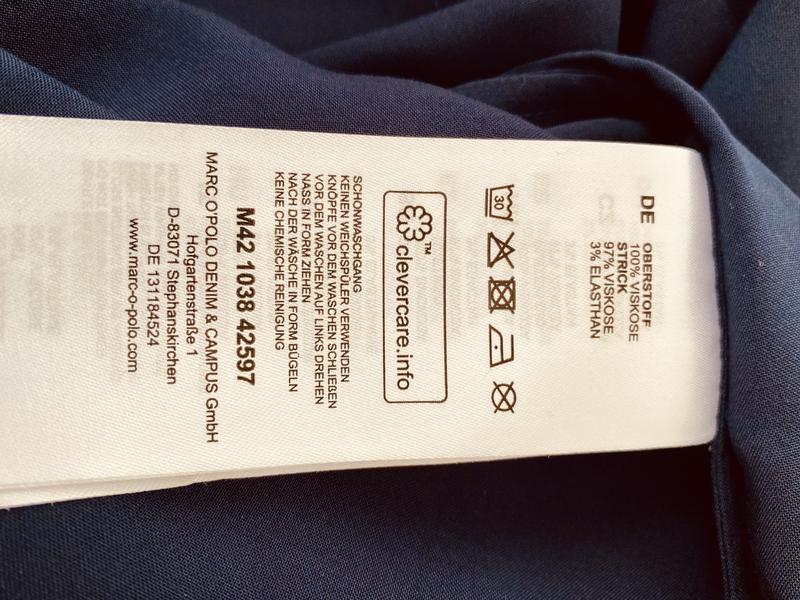 DE OBERSTOFF
100% VISKOSE
STRICK
97% VISKOSE
3% ELASTHAN
30
clevercare.info™
SCHONWASCHGANG
KEINEN WEICHSPÜLER VERWENDEN
KNÖPFE VOR DEM WASCHEN SCHLIEßEN
VOR DEM WASCHEN AUF LINKS DREHEN
NASS IN FORM ZIEHEN
NACH DER WÄSCHE IN FORM BÜGELN
KEINE CHEMISCHE REINIGUNG
M42 1038 42597
MARC O'POLO DENIM & CAMPUS GmbH
Hofgartenstraße 1
D-83071 Stephanskirchen
DE 131184524
www.marc-o-polo.com